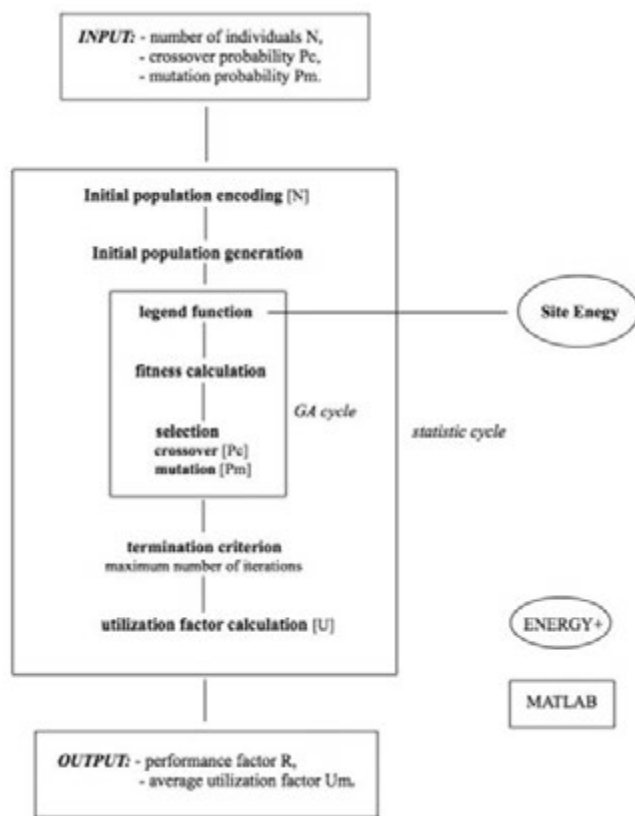 INPUT: - number of individuals N,
- crossover probability Pc,
- mutation probability Pm.
Initial population encoding [N]
Initial population generation
legend function
Site Enegy
fitness calculation
GA cycle
statistic cycle
selection
crossover [Pc]
mutation [Pm]
termination criterion
maximum number of iterations
utilization factor calculation [U]
ENERGY+
MATLAB
OUTPUT: - performance factor R,
- average utilization factor Um.